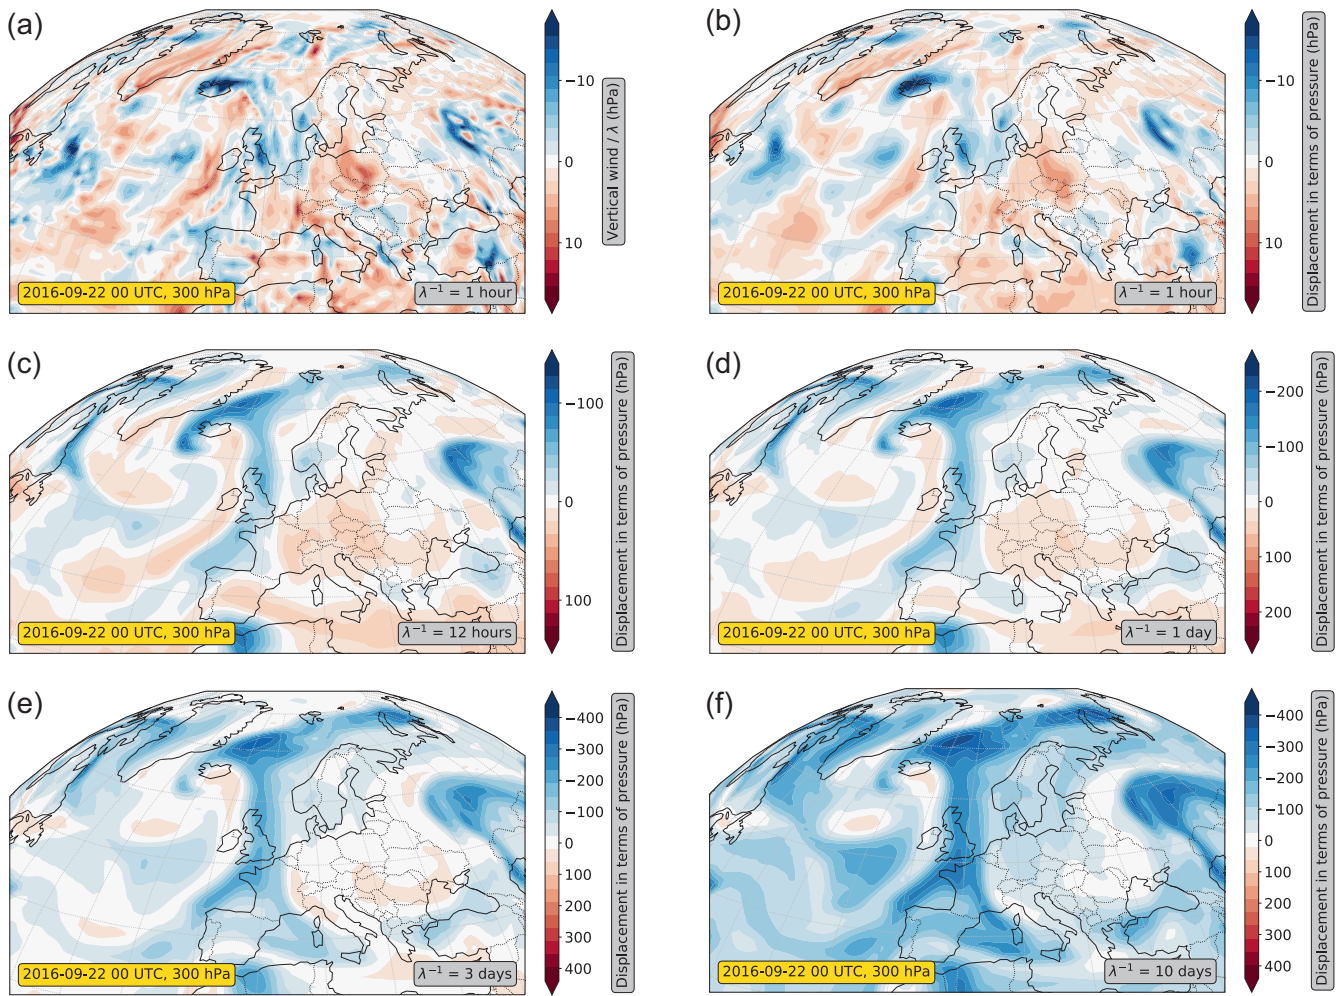 (a)
−10
0
10
Vertical wind / λ (hPa)
2016-09-22 00 UTC, 300 hPa
λ⁻¹ = 1 hour
(b)
−10
0
10
Displacement in terms of pressure (hPa)
2016-09-22 00 UTC, 300 hPa
λ⁻¹ = 1 hour
(c)
−100
0
100
Displacement in terms of pressure (hPa)
2016-09-22 00 UTC, 300 hPa
λ⁻¹ = 12 hours
(d)
−200
−100
0
100
200
Displacement in terms of pressure (hPa)
2016-09-22 00 UTC, 300 hPa
λ⁻¹ = 1 day
(e)
−400
−300
−200
−100
0
100
200
300
400
Displacement in terms of pressure (hPa)
2016-09-22 00 UTC, 300 hPa
λ⁻¹ = 3 days
(f)
−400
−300
−200
−100
0
100
200
300
400
Displacement in terms of pressure (hPa)
2016-09-22 00 UTC, 300 hPa
λ⁻¹ = 10 days